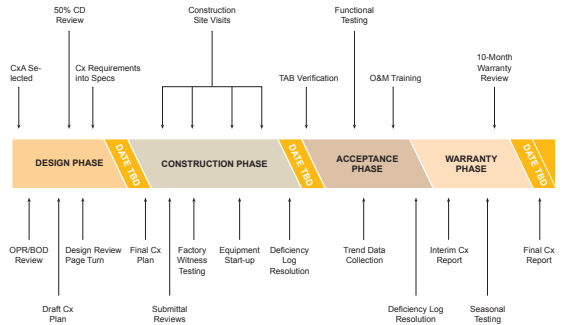 50% CD
Review
Construction
Site Visits
Functional
Testing
CxA Se-
lected
Cx Requirements
into Specs
TAB Verification
O&M Training
10-Month
Warranty
Review
DESIGN PHASE
DATE TBD
CONSTRUCTION PHASE
DATE TBD
ACCEPTANCE
PHASE
WARRANTY
PHASE
DATE TBD
OPR/BOD
Review
Design Review
Page Turn
Final Cx
Plan
Factory
Witness
Testing
Equipment
Start-up
Deficiency
Log
Resolution
Trend Data
Collection
Interim Cx
Report
Final Cx
Report
Draft Cx
Plan
Submittal
Reviews
Deficiency Log
Resolution
Seasonal
Testing